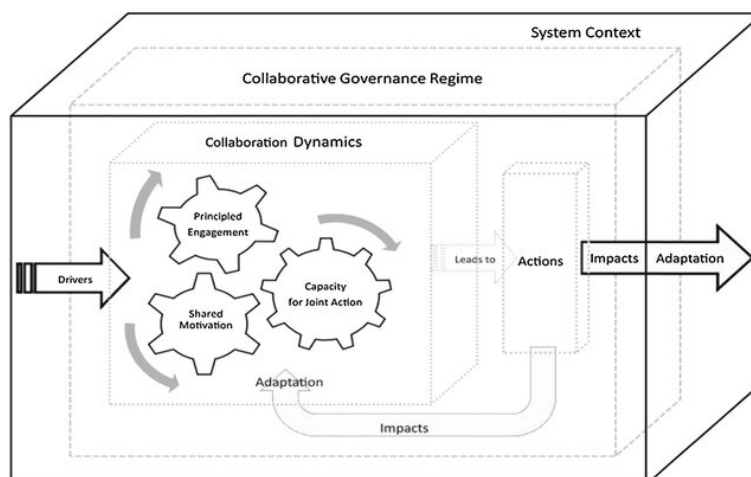 System Context
Collaborative Governance Regime
Collaboration Dynamics
Principled
Engagement
Drivers
Capacity
for Joint Action
Shared
Motivation
Leads to
Actions
Impacts
Adaptation
Adaptation
Impacts